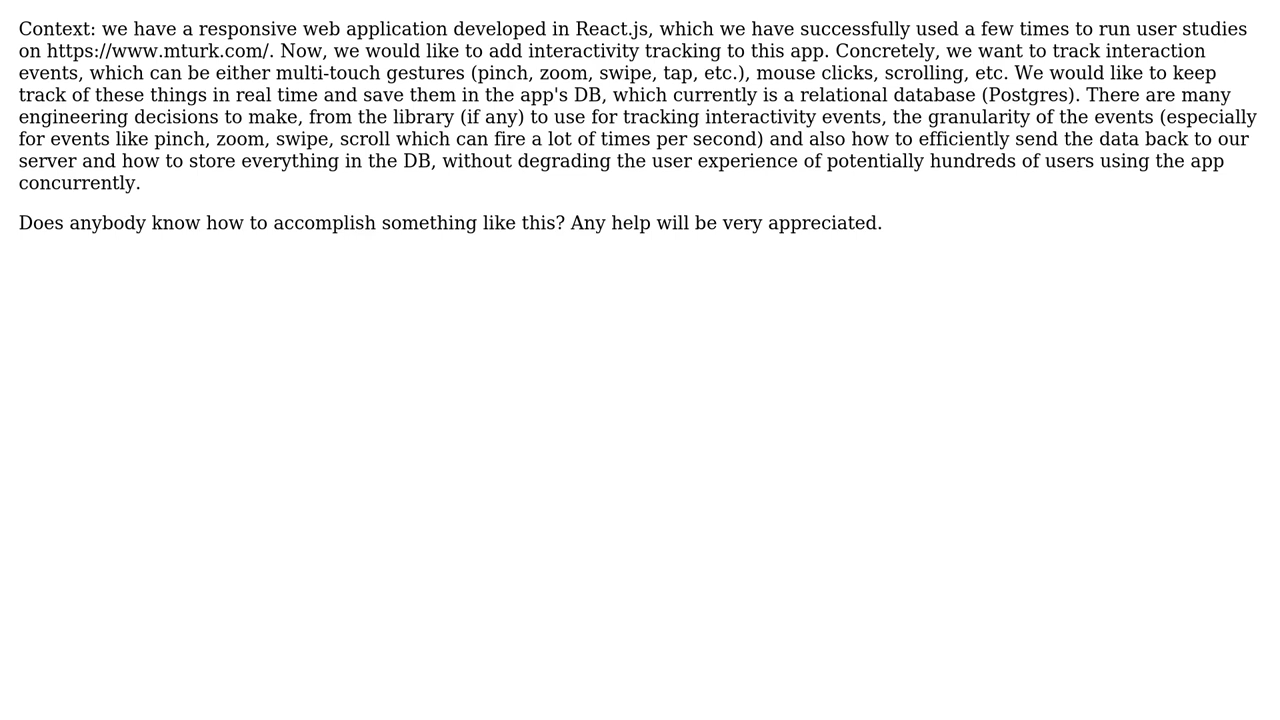 Context: we have a responsive web application developed in React.js, which we have successfully used a few times to run user studies
on https://www.mturk.com/. Now, we would like to add interactivity tracking to this app. Concretely, we want to track interaction
events, which can be either multi-touch gestures (pinch, zoom, swipe, tap, etc.), mouse clicks, scrolling, etc. We would like to keep
track of these things in real time and save them in the app's DB, which currently is a relational database (Postgres). There are many
engineering decisions to make, from the library (if any) to use for tracking interactivity events, the granularity of the events (especially
for events like pinch, zoom, swipe, scroll which can fire a lot of times per second) and also how to efficiently send the data back to our
server and how to store everything in the DB, without degrading the user experience of potentially hundreds of users using the app
concurrently.
Does anybody know how to accomplish something like this? Any help will be very appreciated.